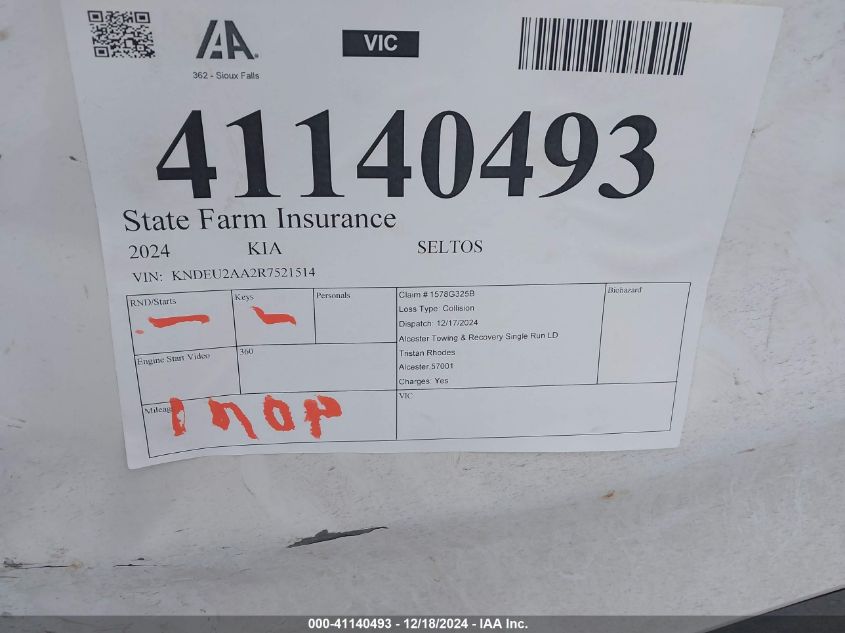 IAA.
VIC
362 - Sioux Falls
41140493
State Farm Insurance
2024 KIA SELTOS
VIN: KNDEU2AA2R7521514
RND/Starts Keys Personals
Claim # 1578G325B
Loss Type: Collision
Dispatch: 12/17/2024
Alcester Towing & Recovery Single Run LD
Tristan Rhodes
Alcester 57001
Charges: Yes
Biohazard
Engine Start Video 360
Mileag
INOP
VIC
000-41140493 - 12/18/2024 - IAA Inc.